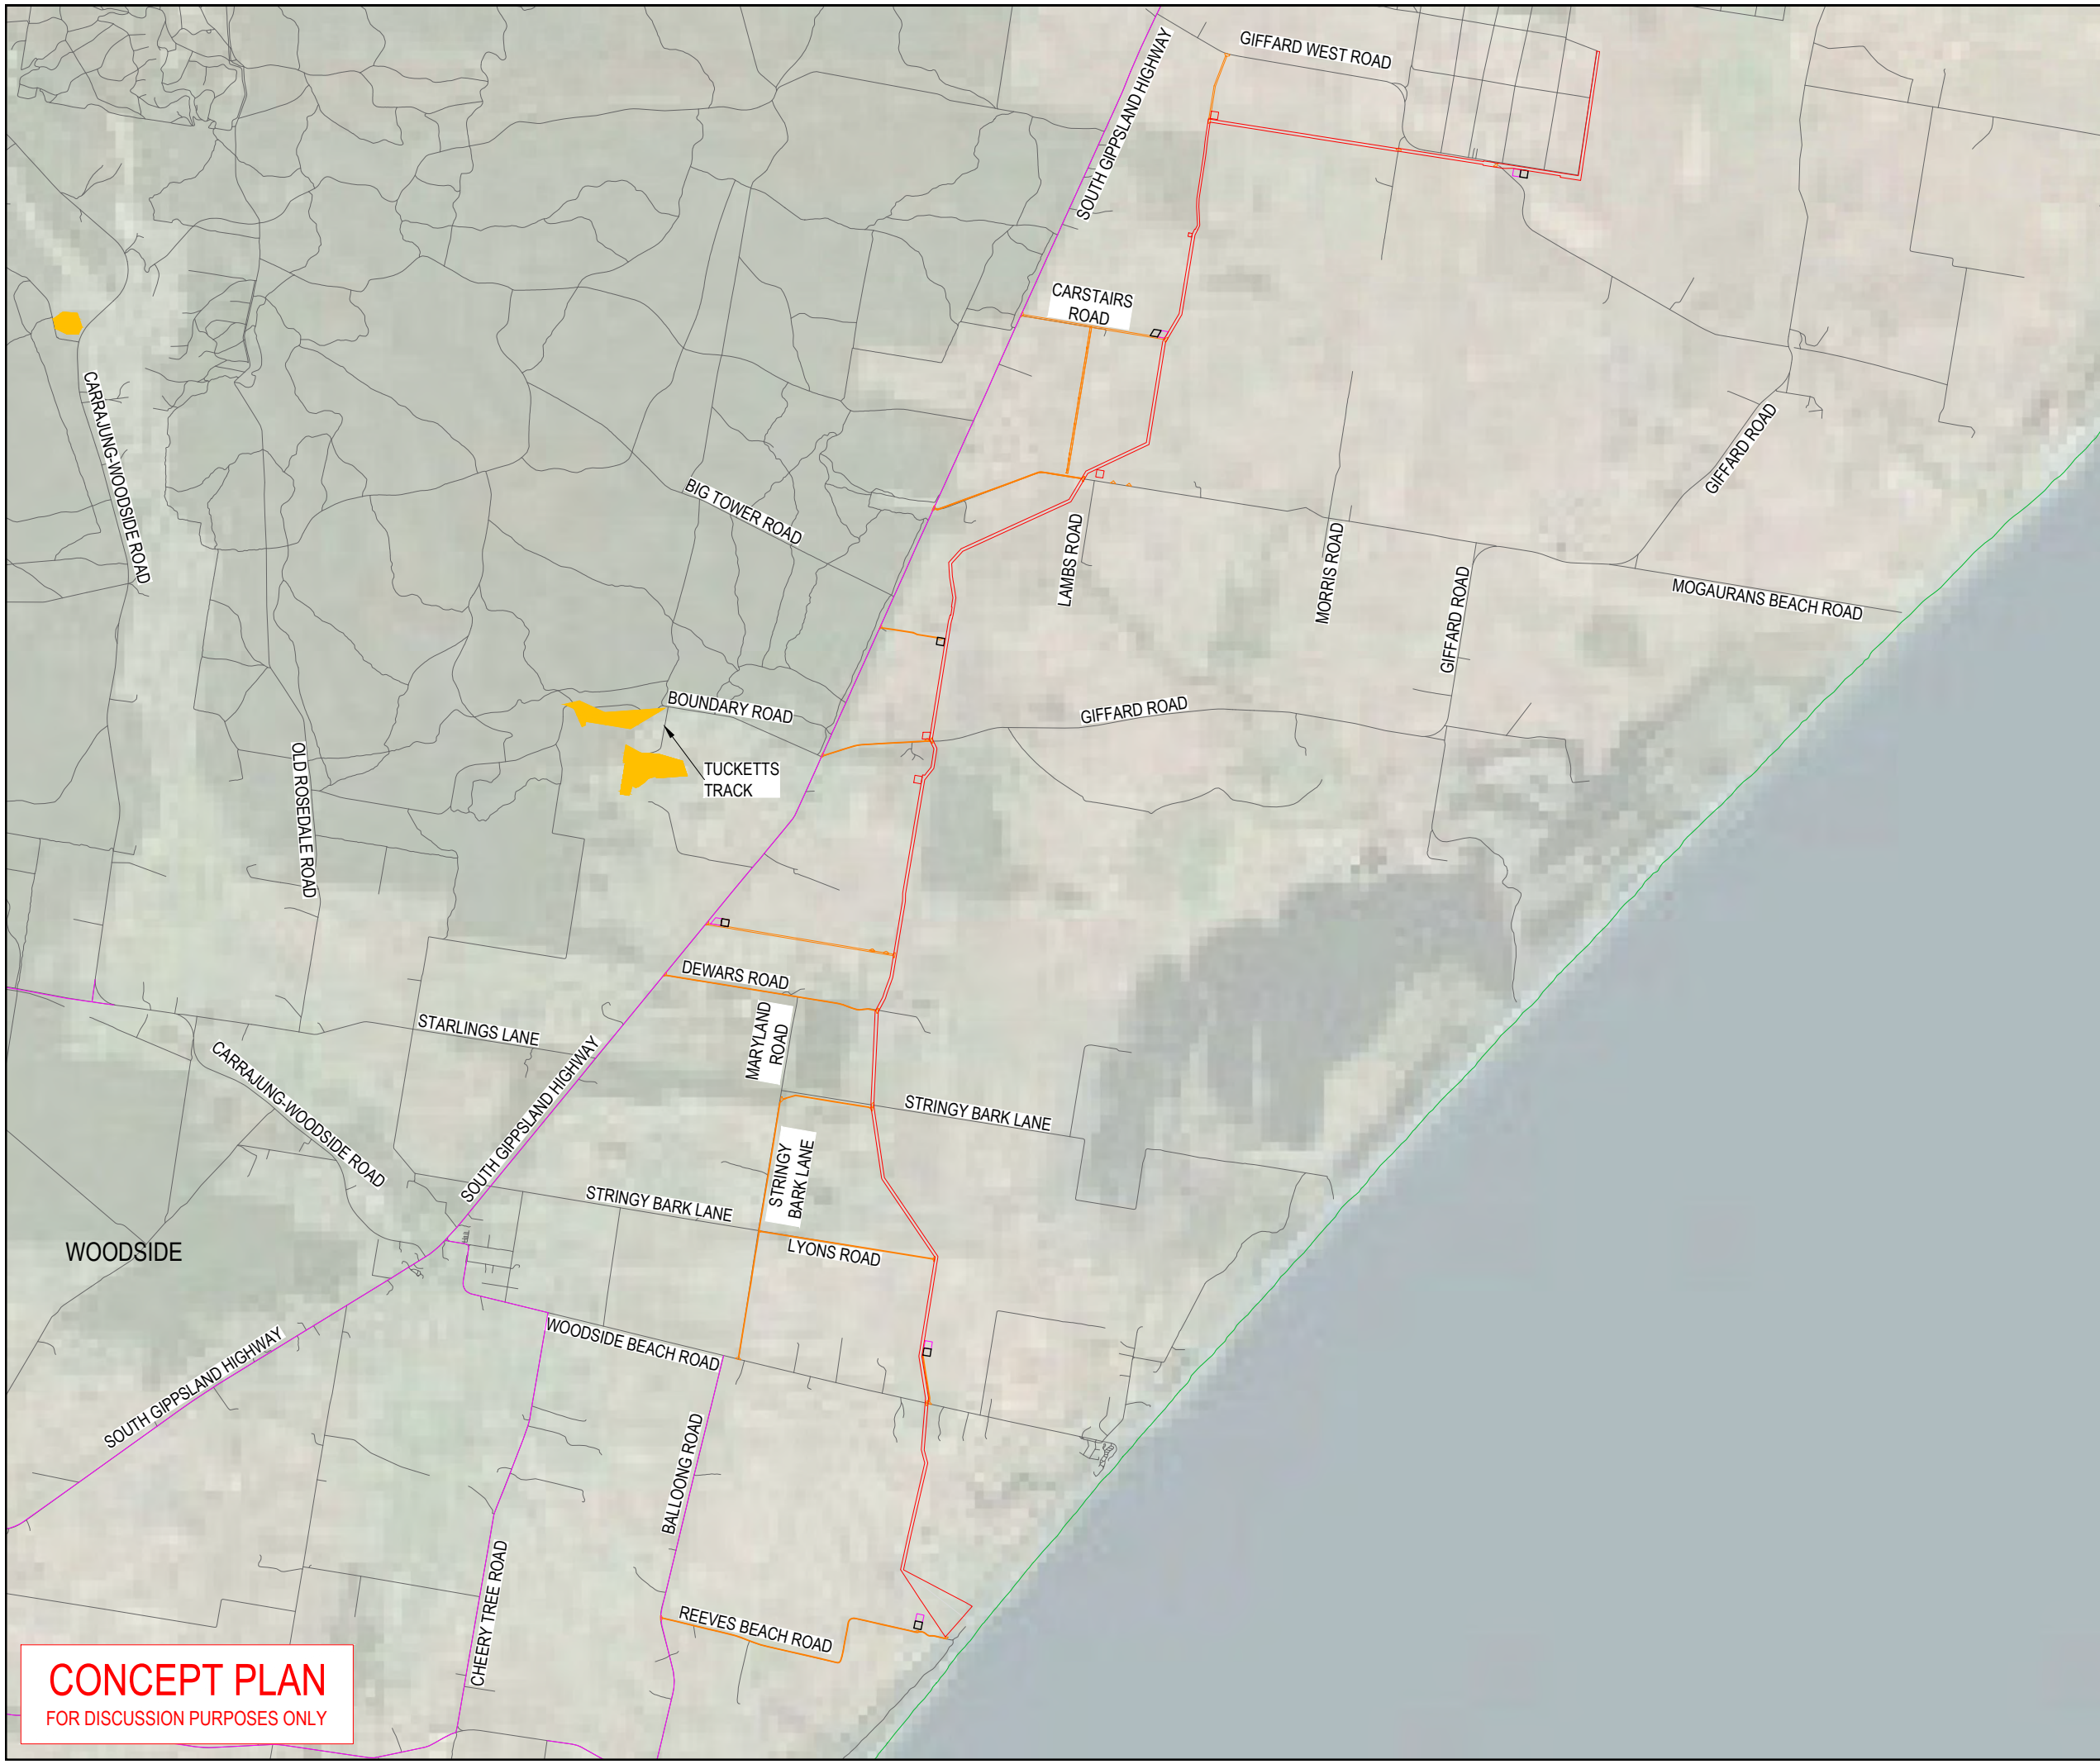 GIFFARD WEST ROAD
SOUTH GIPPSLAND HIGHWAY
CARSTAIRS
ROAD
CARRAJUNG-WOODSIDE ROAD
GIFFARD ROAD
BIG TOWER ROAD
LAMBS ROAD
MORRIS ROAD
GIFFARD ROAD
MOGAURANS BEACH ROAD
BOUNDARY ROAD
GIFFARD ROAD
TUCKETTS
TRACK
OLD ROSEDALE ROAD
DEWARS ROAD
MARYLAND
ROAD
STARLINGS LANE
CARRAJUNG-WOODSIDE ROAD
SOUTH GIPPSLAND HIGHWAY
STRINGY BARK LANE
STRINGY
BARK LANE
STRINGY BARK LANE
LYONS ROAD
WOODSIDE
WOODSIDE BEACH ROAD
SOUTH GIPPSLAND HIGHWAY
BALLOONG ROAD
CHEERY TREE ROAD
REEVES BEACH ROAD
CONCEPT PLAN
FOR DISCUSSION PURPOSES ONLY